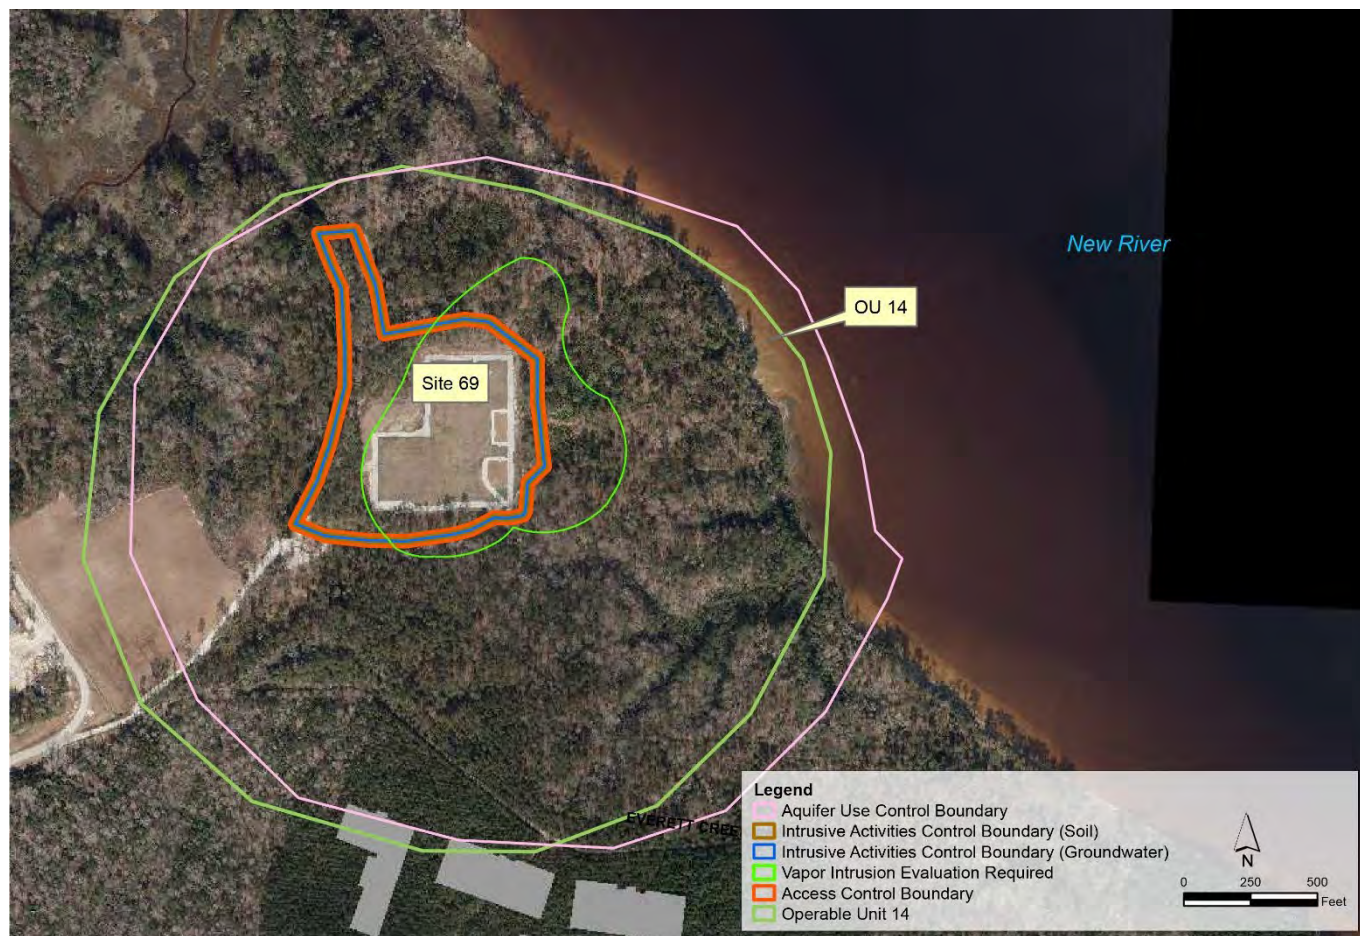 New River
OU 14
Site 69
EVERETT CREE
Legend
Aquifer Use Control Boundary
Intrusive Activities Control Boundary (Soil)
Intrusive Activities Control Boundary (Groundwater)
Vapor Intrusion Evaluation Required
Access Control Boundary
Operable Unit 14
N
0 250 500
Feet